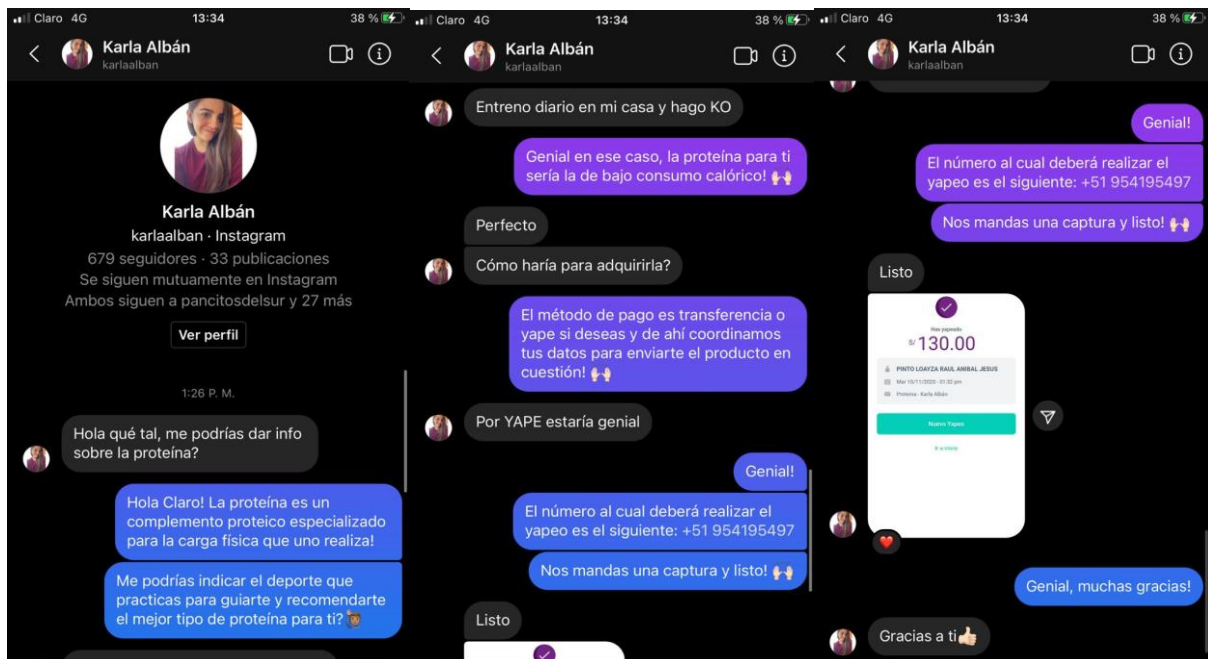 Claro 4G 13:34 38 %
Karla Albán
karlaalban
Karla Albán
karlaalban · Instagram
679 seguidores · 33 publicaciones
Se siguen mutuamente en Instagram
Ambos siguen a pancitosdelsur y 27 más
Ver perfil
1:26 P. M.
Hola qué tal, me podrías dar info
sobre la proteína?
Hola Claro! La proteína es un
complemento proteico especializado
para la carga física que uno realiza!
Me podrías indicar el deporte que
practicas para guiarte y recomendarte
el mejor tipo de proteína para ti?🙋🏾‍♂️
Claro 4G 13:34 38 %
Karla Albán
karlaalban
Entreno diario en mi casa y hago KO
Genial en ese caso, la proteína para ti
sería la de bajo consumo calórico! 🙌🏻
Perfecto
Cómo haría para adquirirla?
El método de pago es transferencia o
yape si deseas y de ahí coordinamos
tus datos para enviarte el producto en
cuestión! 🙌🏻
Por YAPE estaría genial
Genial!
El número al cual deberá realizar el
yapeo es el siguiente: +51 954195497
Nos mandas una captura y listo! 🙌🏻
Listo
Claro 4G 13:34 38 %
Karla Albán
karlaalban
Genial!
El número al cual deberá realizar el
yapeo es el siguiente: +51 954195497
Nos mandas una captura y listo! 🙌🏻
Listo
Has yapeado
S/ 130.00
PINTO LOAYZA RAUL ANIBAL JESUS
Nuevo Yapeo
Genial, muchas gracias!
Gracias a ti👍🏻